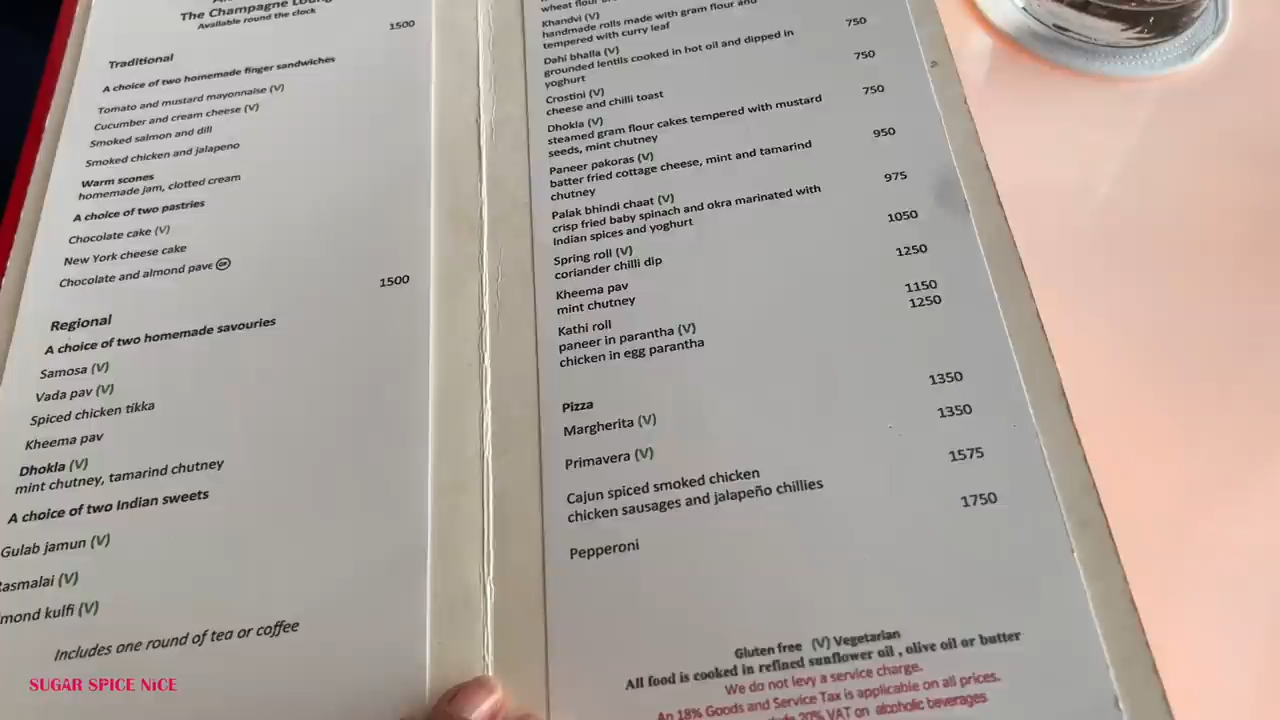 The Champagne
Available round the clock
1500
Traditional
A choice of two homemade finger sandwiches
Tomato and mustard mayonnaise (V)
Cucumber and cream cheese (V)
Smoked salmon and dill
Smoked chicken and jalapeno
Warm scones
homemade jam, clotted cream
A choice of two pastries
Chocolate cake (V)
New York cheese cake
Chocolate and almond pave
1500
Regional
A choice of two homemade savouries
Samosa (V)
Vada pav (V)
Spiced chicken tikka
Kheema pav
Dhokla (V)
mint chutney, tamarind chutney
A choice of two Indian sweets
Gulab jamun (V)
asmalai (V)
mond kulfi (V)
Includes one round of tea or coffee
wheat flour
Khandvi (V)
handmade rolls made with gram flour and
tempered with curry leaf
750
Dahi bhalla (V)
grounded lentils cooked in hot oil and dipped in
yoghurt
750
Crostini (V)
cheese and chilli toast
750
Dhokla (V)
steamed gram flour cakes tempered with mustard
seeds, mint chutney
950
Paneer pakoras (V)
batter fried cottage cheese, mint and tamarind
chutney
975
Palak bhindi chaat (V)
crisp fried baby spinach and okra marinated with
Indian spices and yoghurt
1050
Spring roll (V)
coriander chilli dip
1250
Kheema pav
mint chutney
Kathi roll
paneer in parantha (V) 1150
chicken in egg parantha 1250
Pizza
Margherita (V) 1350
Primavera (V) 1350
Cajun spiced smoked chicken 1575
chicken sausages and jalapeño chillies
Pepperoni 1750
Gluten free (V) Vegetarian
All food is cooked in refined sunflower oil , olive oil or butter
We do not levy a service charge.
An 18% Goods and Service Tax is applicable on all prices.
20% VAT on alcoholic beverages
SUGAR SPICE NiCE